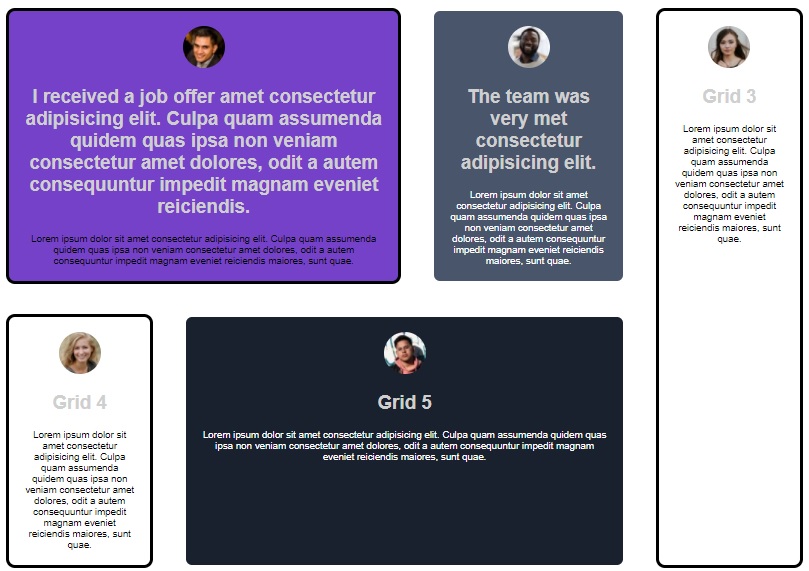 I received a job offer amet consectetur
adipisicing elit. Culpa quam assumenda
quidem quas ipsa non veniam
consectetur amet dolores, odit a autem
consequuntur impedit magnam eveniet
reiciendis.
Lorem ipsum dolor sit amet consectetur adipisicing elit. Culpa quam assumenda
quidem quas ipsa non veniam consectetur amet dolores, odit a autem
consequuntur impedit magnam eveniet reiciendis maiores, sunt quae.
The team was
very met
consectetur
adipisicing elit.
Lorem ipsum dolor sit amet
consectetur adipisicing elit. Culpa
quam assumenda quidem quas ipsa
non veniam consectetur amet
dolores, odit a autem consequuntur
impedit magnam eveniet reiciendis
maiores, sunt quae.
Grid 3
Lorem ipsum dolor sit
amet consectetur
adipisicing elit. Culpa
quam assumenda
quidem quas ipsa non
veniam consectetur amet
dolores, odit a autem
consequuntur impedit
magnam eveniet
reiciendis maiores, sunt
quae.
Grid 4
Lorem ipsum dolor sit
amet consectetur
adipisicing elit. Culpa
quam assumenda
quidem quas ipsa non
veniam consectetur amet
dolores, odit a autem
consequuntur impedit
magnam eveniet
reiciendis maiores, sunt
quae.
Grid 5
Lorem ipsum dolor sit amet consectetur adipisicing elit. Culpa quam assumenda quidem quas
ipsa non veniam consectetur amet dolores, odit a autem consequuntur impedit magnam
eveniet reiciendis maiores, sunt quae.